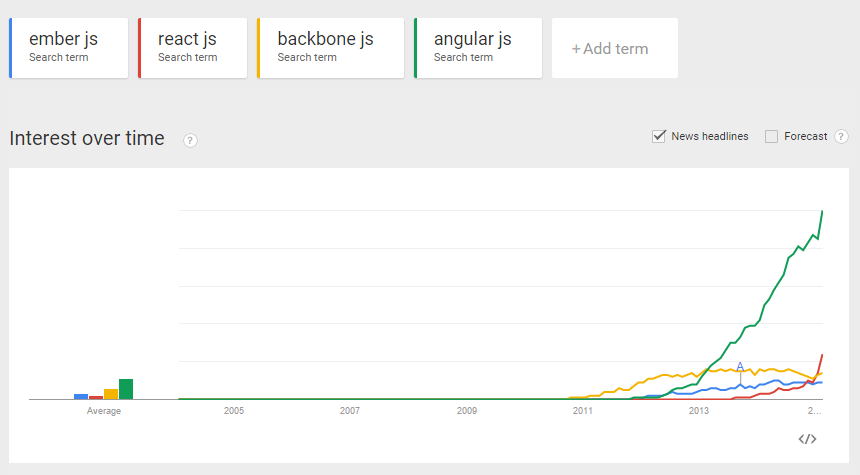 ember js
Search term
react js
Search term
backbone js
Search term
angular js
Search term
+Add term
Interest over time ?
News headlines
Forecast ?
A
Average
2005
2007
2009
2011
2013
2...
</>